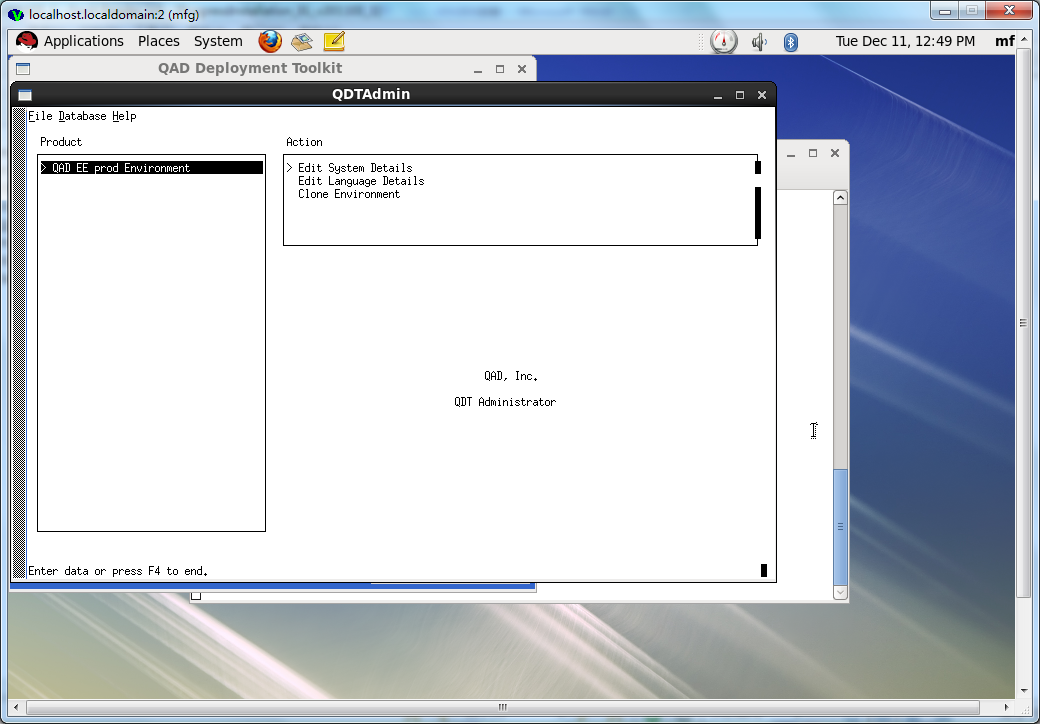 localhost.localdomain:2 (mfg)
Applications Places System Tue Dec 11, 12:49 PM mf
QAD Deployment Toolkit
QDTAdmin
File Database Help
Product Action
> QAD EE prod Environment
> Edit System Details
Edit Language Details
Clone Environment
QAD, Inc.
QDT Administrator
Enter data or press F4 to end.